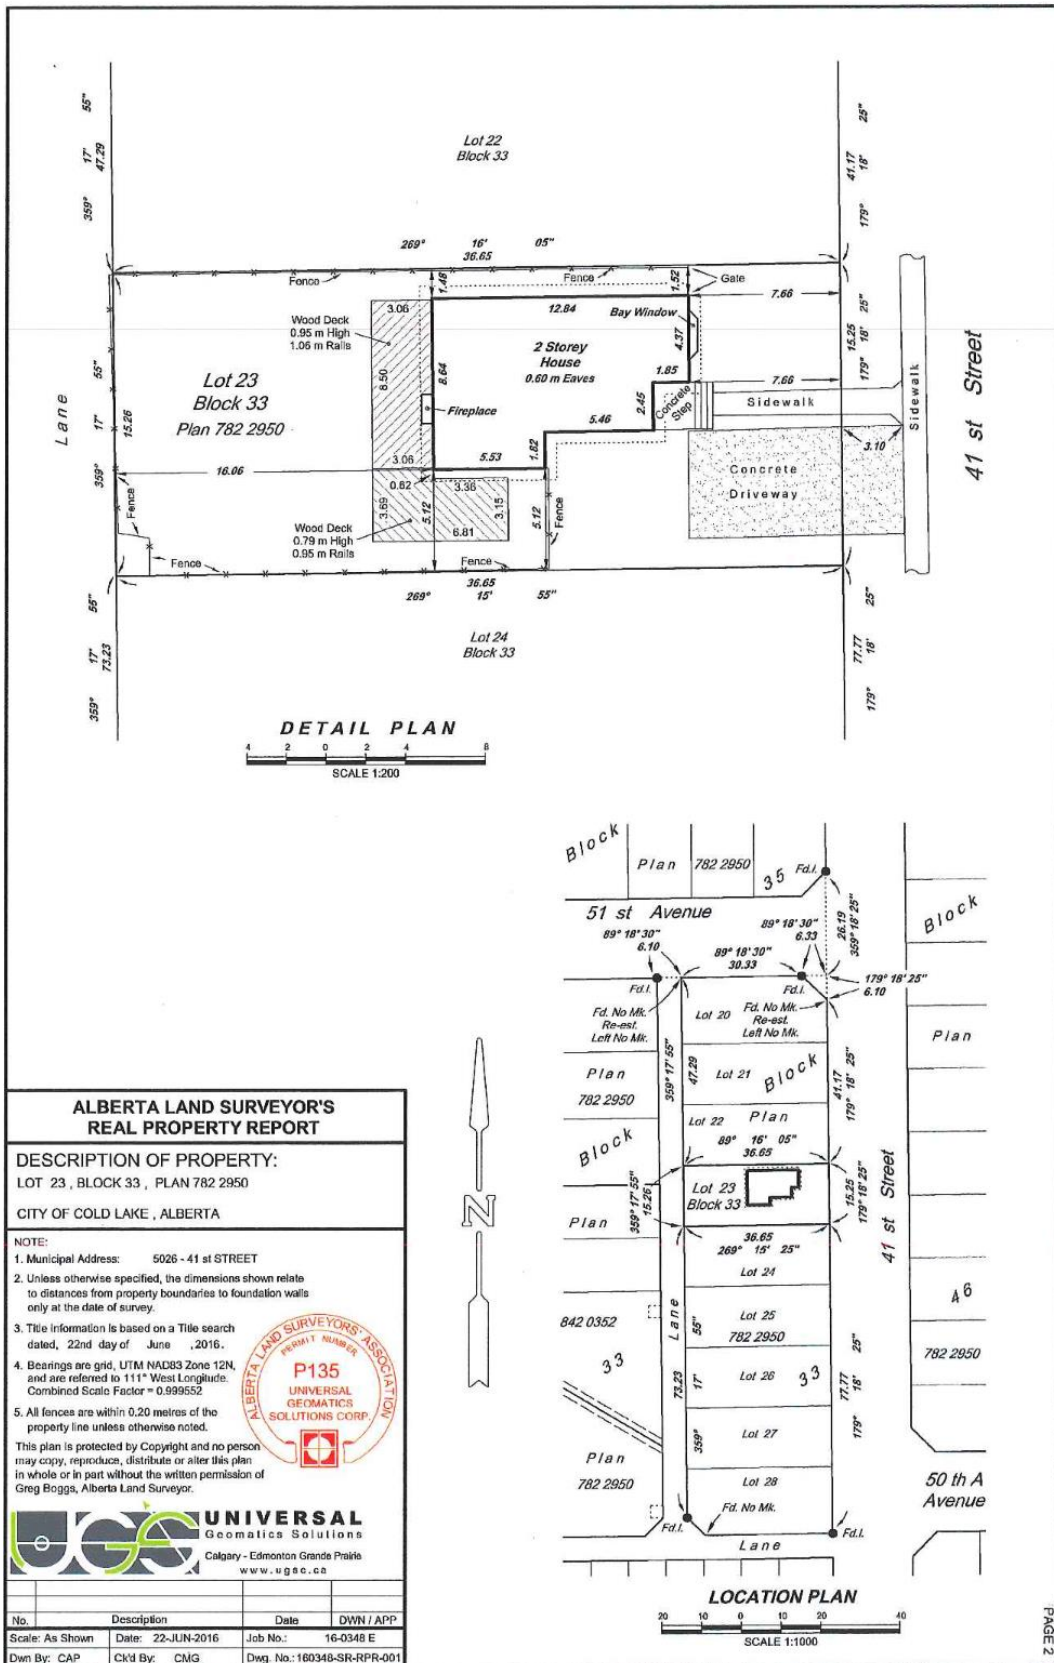 Lot 22
Block 33
55"
17'
47.29
359°
25"
41.17
18'
179°
269° 16' 05"
36.65
Fence
Fence
1.48
1.52
Gate
7.66
3.06
12.84
Bay Window
Wood Deck
0.95 m High
1.06 m Rails
4.37
25"
15.25
18'
179°
2 Storey
House
0.60 m Eaves
8.50
8.64
1.85
7.66
Lot 23
Block 33
Plan 782 2950
Lane
55"
17'
15.26
359°
Fireplace
2.45
Concrete
Step
Sidewalk
Sidewalk
41 st Street
5.46
3.10
1.82
3.06
5.53
16.06
0.62
3.36
Concrete
Driveway
Fence
3.69
5.12
3.15
5.12
Fence
Wood Deck
0.79 m High
0.95 m Rails
6.81
Fence
Fence
36.65
269° 15' 55"
55"
17'
73.23
359°
25"
77.77
18'
179°
Lot 24
Block 33
DETAIL PLAN
4 2 0 2 4 8
SCALE 1:200
Block
Plan
782 2950
35
Fd.I.
51 st Avenue
89° 18' 30"
6.10
89° 18' 30"
30.33
89° 18' 30"
6.33
26.19
359° 18' 25"
Block
179° 18' 25"
6.10
Fd.I.
Fd.I.
Fd. No Mk.
Re-est.
Left No Mk.
Lot 20
Fd. No Mk.
Re-est.
Left No Mk.
Plan
359° 17' 55"
47.29
Lot 21
Block
Plan
782 2950
41.17
179° 18' 25"
Lot 22
Plan
Block
89° 16' 05"
36.65
359° 17' 55"
15.26
Lot 23
Block 33
15.25
179° 18' 25"
41 st Street
Plan
36.65
269° 15' 25"
Lot 24
46
842 0352
Lane
55"
Lot 25
782 2950
782 2950
33
73.23
17'
Lot 26
33
25"
77.77
18'
359°
Lot 27
179°
Plan
782 2950
Lot 28
50 th A
Avenue
Fd. No Mk.
Fd.I.
Fd.I.
Lane
LOCATION PLAN
20 10 0 20 40
SCALE 1:1000
N
ALBERTA LAND SURVEYOR'S
REAL PROPERTY REPORT
DESCRIPTION OF PROPERTY:
LOT 23 , BLOCK 33 , PLAN 782 2950
CITY OF COLD LAKE , ALBERTA
NOTE:
1. Municipal Address: 5026 - 41 st STREET
2. Unless otherwise specified, the dimensions shown relate
to distances from property boundaries to foundation walls
only at the date of survey.
3. Title information is based on a Title search
dated, 22nd day of June ,2016.
4. Bearings are grid, UTM NAD83 Zone 12N,
and are referred to 111° West Longitude.
Combined Scale Factor = 0.999552
5. All fences are within 0.20 metres of the
property line unless otherwise noted.
This plan is protected by Copyright and no person
may copy, reproduce, distribute or alter this plan
in whole or in part without the written permission of
Greg Boggs, Alberta Land Surveyor.
ALBERTA LAND SURVEYORS' ASSOCIATION
PERMIT NUMBER
P135
UNIVERSAL
GEOMATICS
SOLUTIONS CORP.
UGS
UNIVERSAL
Geomatics Solutions
Calgary - Edmonton Grande Prairie
www.ugsc.ca
No. Description Date DWN / APP
Scale: As Shown Date: 22-JUN-2016 Job No.: 16-0348 E
Dwn By: CAP Ck'd By: CMG Dwg. No.: 160348-SR-RPR-001
PAGE 2